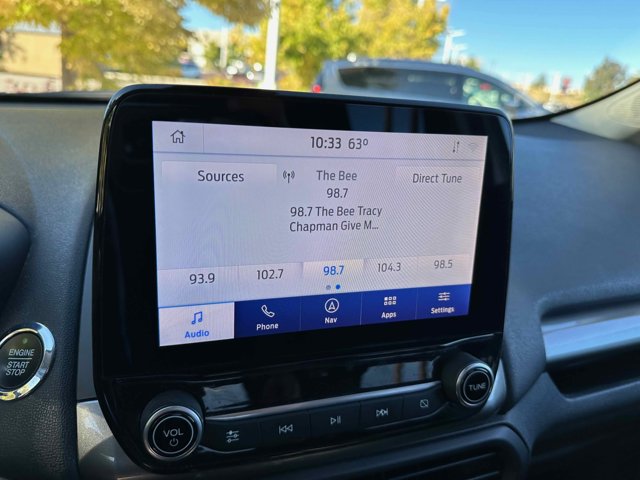 10:33 63°
Sources
The Bee
Direct Tune
98.7
98.7 The Bee Tracy
Chapman Give M...
93.9
102.7
98.7
104.3
98.5
Audio
Phone
Nav
Apps
Settings
ENGINE
START
STOP
VOL
TUNE